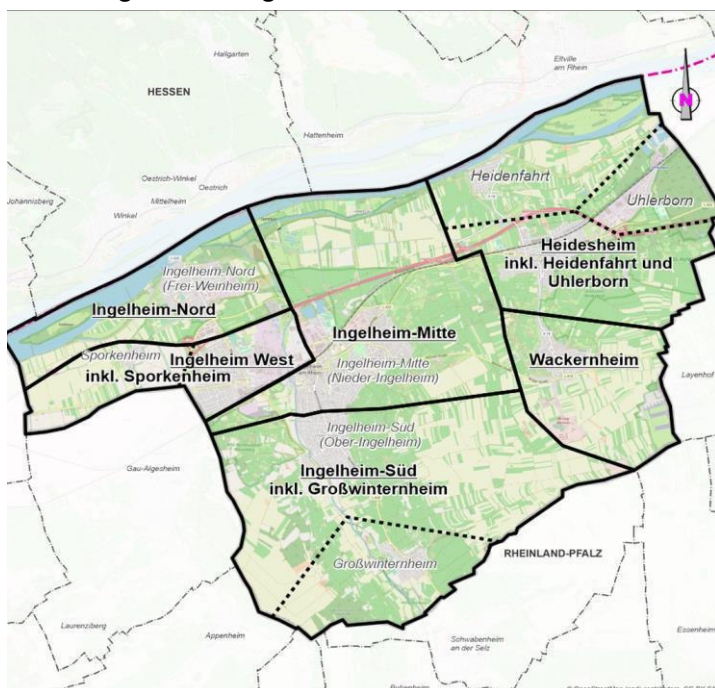 Hallgarten
Eltville
am Rhein
HESSEN
N
Hattenheim
Heidenfahrt
Oestrich-Winkel
Oestrich
Johannisberg
Mittelheim
Winkel
Uhlerborn
Heidesheim
inkl. Heidenfahrt und
Uhlerborn
Ingelheim-Nord
(Frei-Weinheim)
Ingelheim-Nord
Ingelheim-Mitte
Sporkenheim
Ingelheim West
inkl. Sporkenheim
Wackernheim
Ingelheim-Mitte
(Nieder-Ingelheim)
Layenhof
Ingelheim-Süd
(Ober-Ingelheim)
Gau-Algesheim
Ingelheim-Süd
inkl. Großwinternheim
RHEINLAND-PFALZ
Großwinternheim
Laurenziberg
Appenheim
Schwabenheim
an der Selz
Essenheim